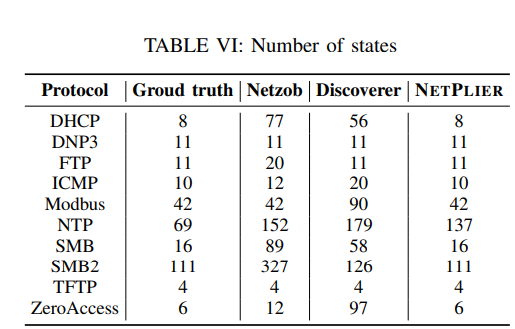 TABLE VI: Number of states
Protocol Groud truth Netzob Discoverer NETPLIER
DHCP 8 77 56 8
DNP3 11 11 11 11
FTP 11 20 11 11
ICMP 10 12 20 10
Modbus 42 42 90 42
NTP 69 152 179 137
SMB 16 89 58 16
SMB2 111 327 126 111
TFTP 4 4 4 4
ZeroAccess 6 12 97 6